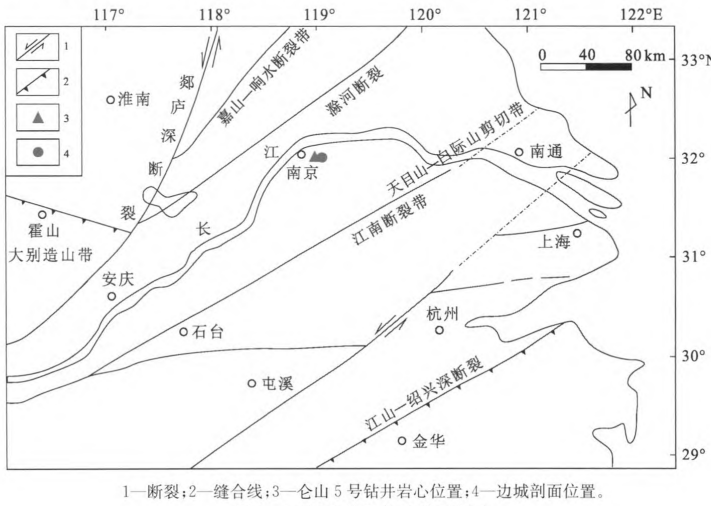 117° 118° 119° 120° 121° 122°E
1
2
3
4
0 40 80 km
N
33°N
32°
31°
30°
29°
淮南
郯庐深断裂
嘉山—响水断裂带
滁河断裂
长江
南京
天目山—白际山剪切带
江南断裂带
南通
霍山
大别造山带
安庆
上海
石台
杭州
屯溪
江山—绍兴深断裂
金华
1—断裂;2—缝合线;3—仑山 5 号钻井岩心位置;4—边城剖面位置。